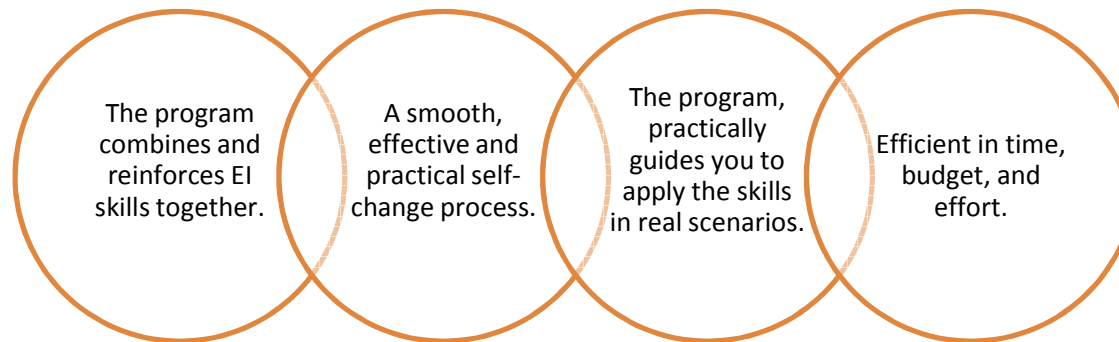 The program
combines and
reinforces EI
skills together.
A smooth,
effective and
practical self-
change process.
The program,
practically
guides you to
apply the skills
in real scenarios.
Efficient in time,
budget, and
effort.